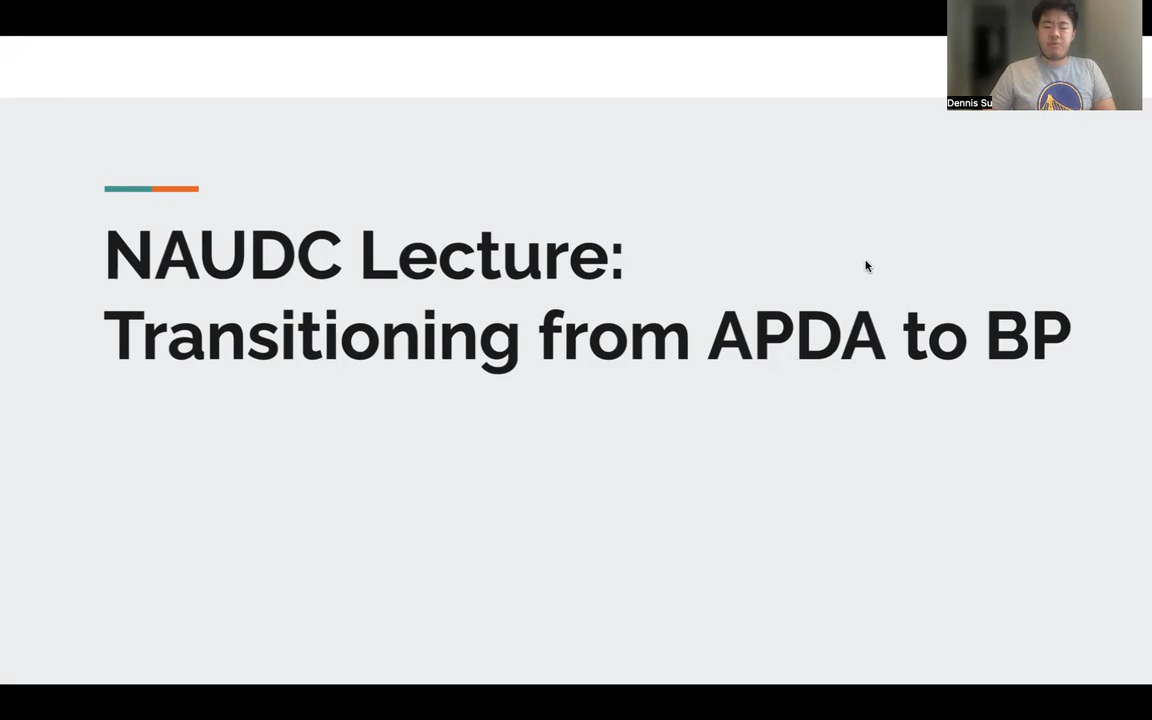 Dennis Su
NAUDC Lecture:
Transitioning from APDA to BP